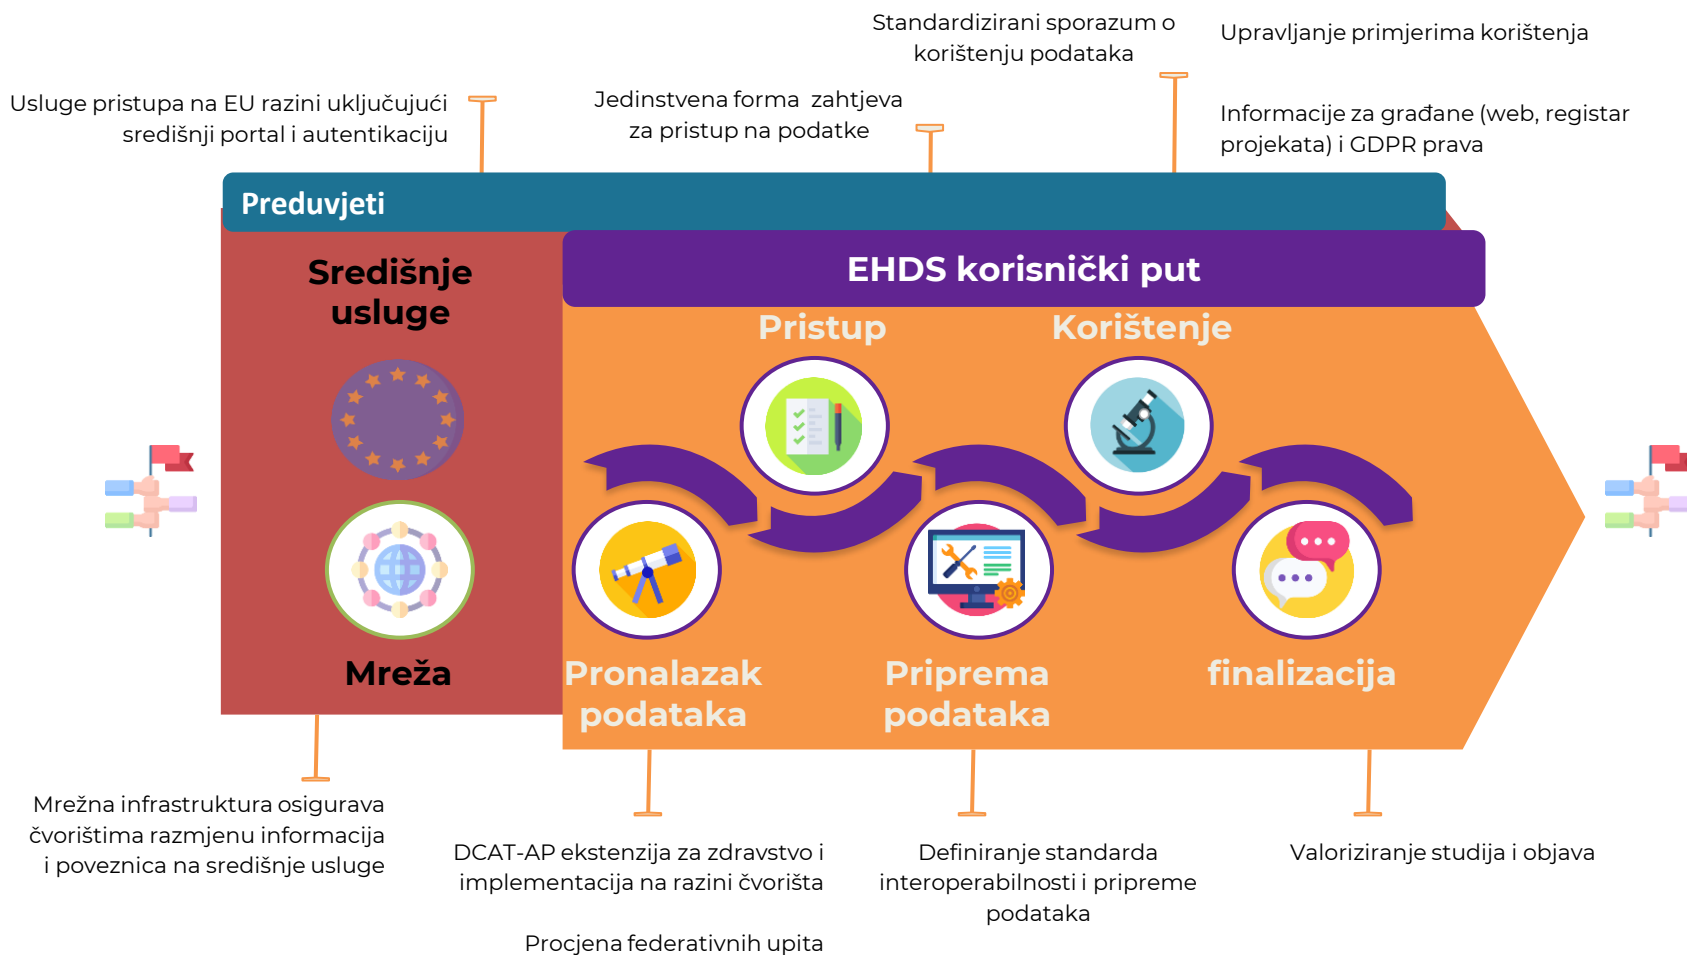 Standardizirani sporazum o
korištenju podataka
Upravljanje primjerima korištenja
Usluge pristupa na EU razini uključujući
središnji portal i autentikaciju
Jedinstvena forma zahtjeva
za pristup na podatke
Informacije za građane (web, registar
projekata) i GDPR prava
Preduvjeti
Središnje
usluge
EHDS korisnički put
Pristup
Korištenje
Mreža
Pronalazak
podataka
Priprema
podataka
finalizacija
Mrežna infrastruktura osigurava
čvorištima razmjenu informacija
i poveznica na središnje usluge
DCAT-AP ekstenzija za zdravstvo i
implementacija na razini čvorišta
Procjena federativnih upita
Definiranje standarda
interoperabilnosti i pripreme
podataka
Valoriziranje studija i objava